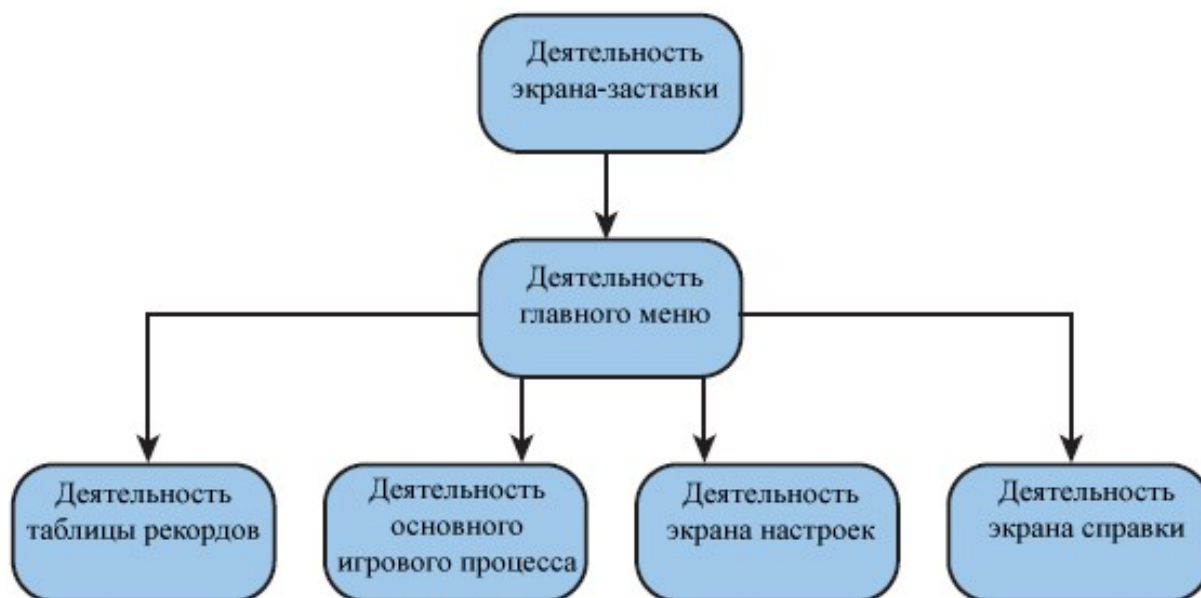 Деятельность
экрана-заставки
Деятельность
главного меню
Деятельность
таблицы рекордов
Деятельность
основного
игрового процесса
Деятельность
экрана настроек
Деятельность
экрана справки